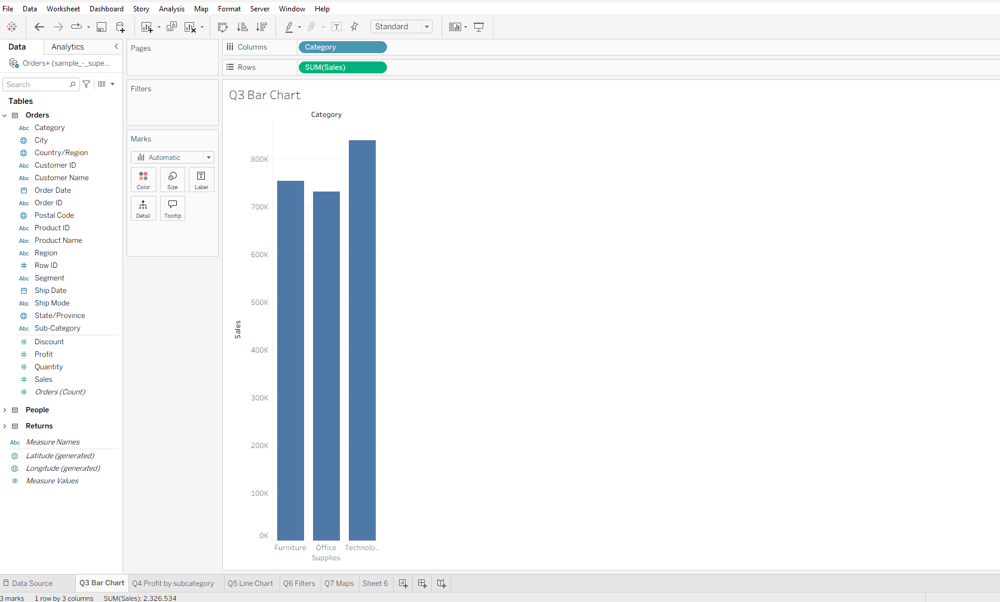 File Data Worksheet Dashboard Story Analysis Map Format Server Window Help
Standard
Data Analytics
Orders+ (sample_-_supe...
Search
Tables
Orders
Abc Category
City
Country/Region
Abc Customer ID
Abc Customer Name
Order Date
Abc Order ID
Postal Code
Abc Product ID
Abc Product Name
Abc Region
Row ID
Abc Segment
Ship Date
Abc Ship Mode
State/Province
Abc Sub-Category
Discount
Profit
Quantity
Sales
Orders (Count)
People
Returns
Abc Measure Names
Latitude (generated)
Longitude (generated)
Measure Values
Pages
Filters
Marks
Automatic
Color Size Label
Detail Tooltip
Columns Category
Rows SUM(Sales)
Q3 Bar Chart
Category
800K
700K
600K
500K
400K
300K
200K
100K
0K
Sales
Furniture Office Technolo..
Supplies
Data Source Q3 Bar Chart Q4 Profit by subcategory Q5 Line Chart Q6 Filters Q7 Maps Sheet 6
3 marks 1 row by 3 columns SUM(Sales): 2,326,534